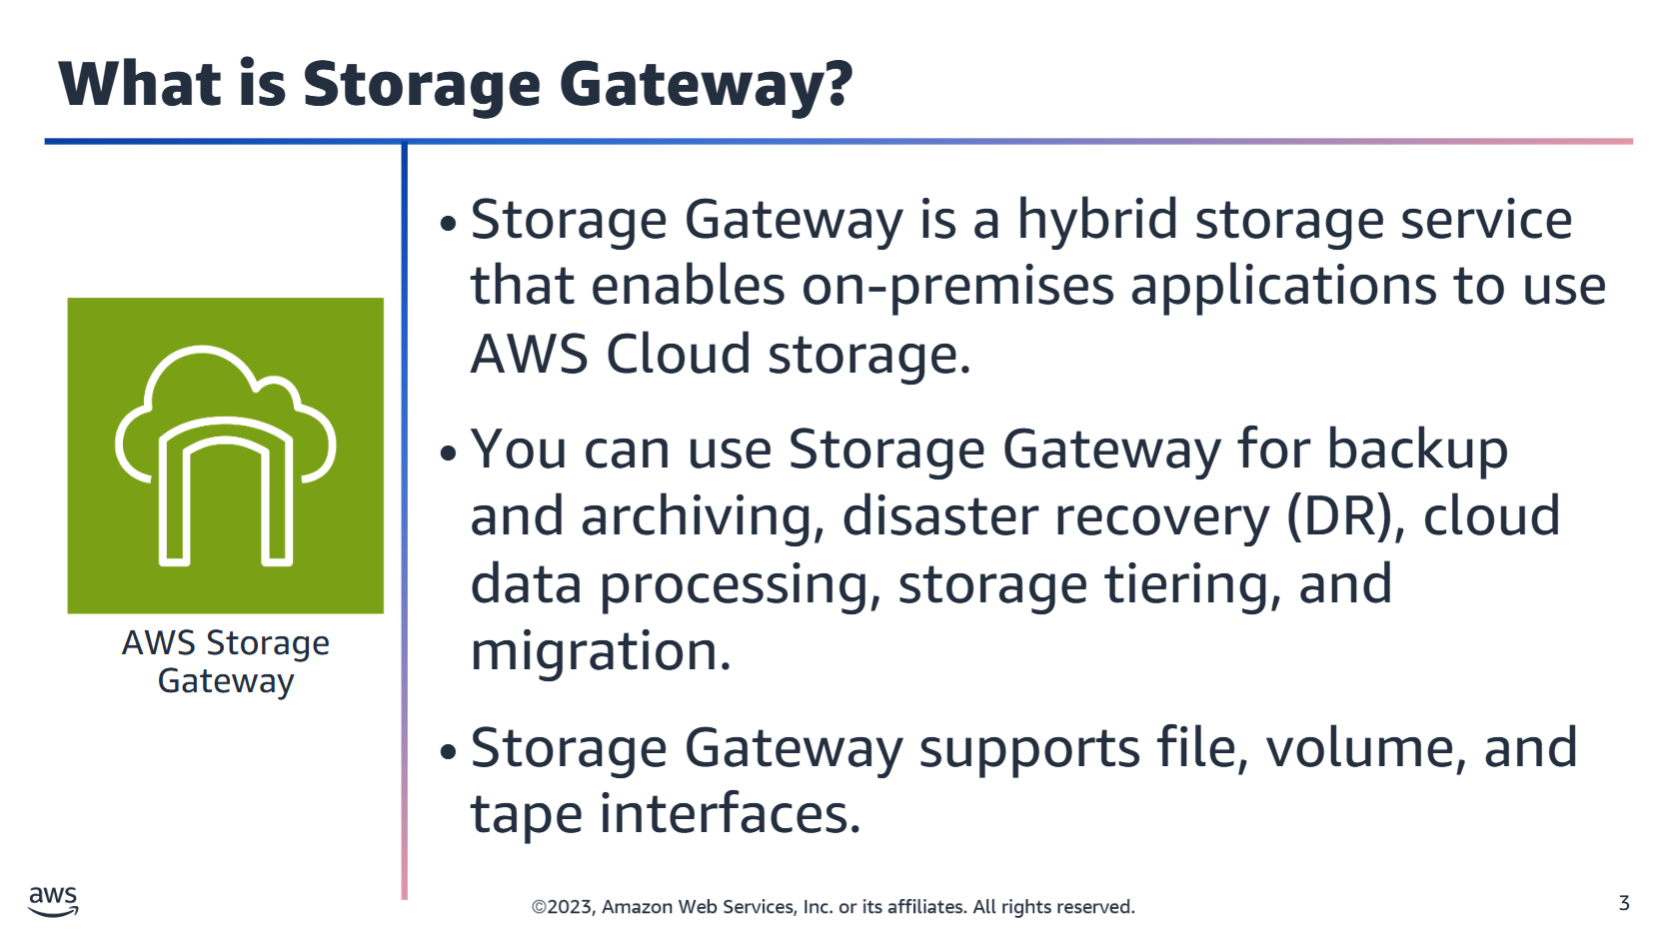 What is Storage Gateway?
AWS Storage
Gateway
• Storage Gateway is a hybrid storage service
that enables on-premises applications to use
AWS Cloud storage.
• You can use Storage Gateway for backup
and archiving, disaster recovery (DR), cloud
data processing, storage tiering, and
migration.
• Storage Gateway supports file, volume, and
tape interfaces.
aws
©2023, Amazon Web Services, Inc. or its affiliates. All rights reserved.
3